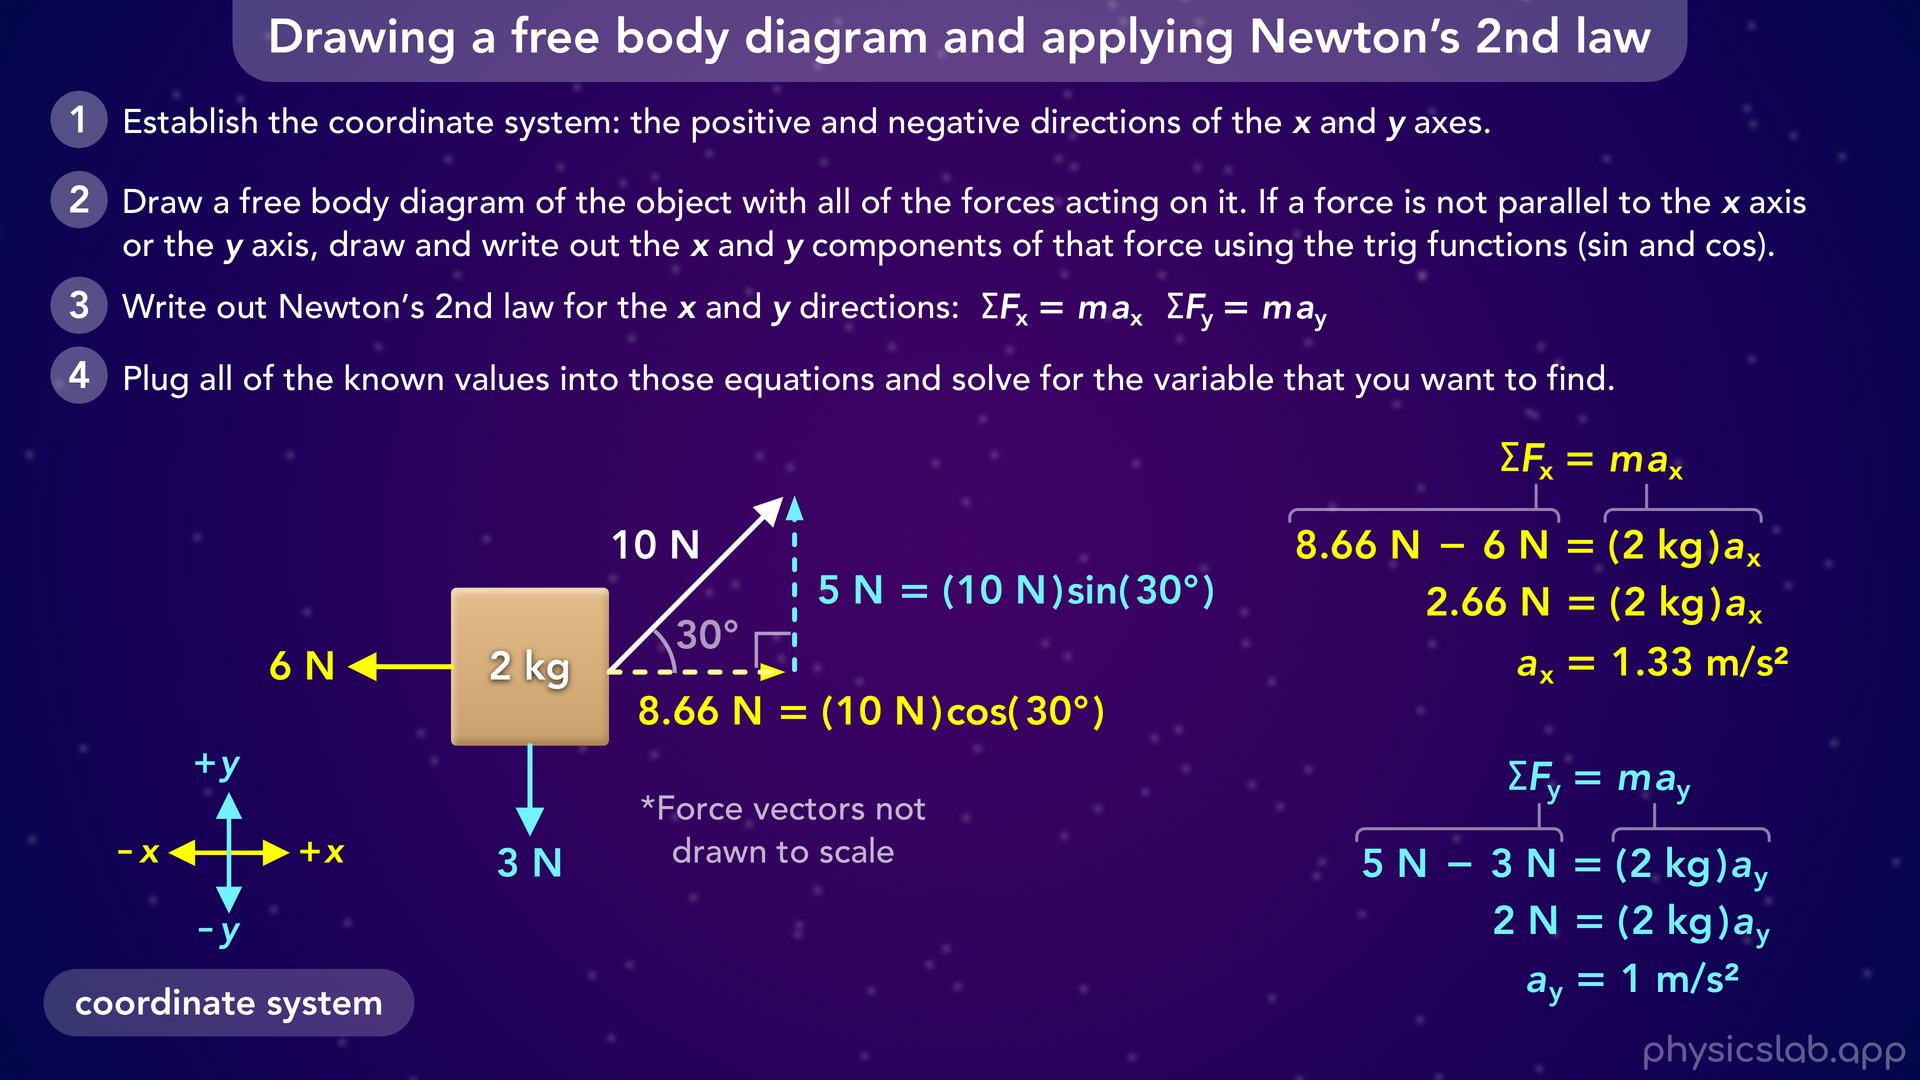 Drawing a free body diagram and applying Newton's 2nd law
1 Establish the coordinate system: the positive and negative directions of the x and y axes.
2 Draw a free body diagram of the object with all of the forces acting on it. If a force is not parallel to the x axis
or the y axis, draw and write out the x and y components of that force using the trig functions (sin and cos).
3 Write out Newton's 2nd law for the x and y directions: ΣFₓ = maₓ ΣFy = may
4 Plug all of the known values into those equations and solve for the variable that you want to find.
10 N
5 N = (10 N)sin(30°)
30°
6 N
2 kg
8.66 N = (10 N)cos(30°)
3 N
*Force vectors not
drawn to scale
+y
-x
+x
-y
coordinate system
ΣFₓ = maₓ
8.66 N − 6 N = (2 kg)aₓ
2.66 N = (2 kg)aₓ
aₓ = 1.33 m/s²
ΣFy = may
5 N − 3 N = (2 kg)ay
2 N = (2 kg)ay
ay = 1 m/s²
physicslab.app